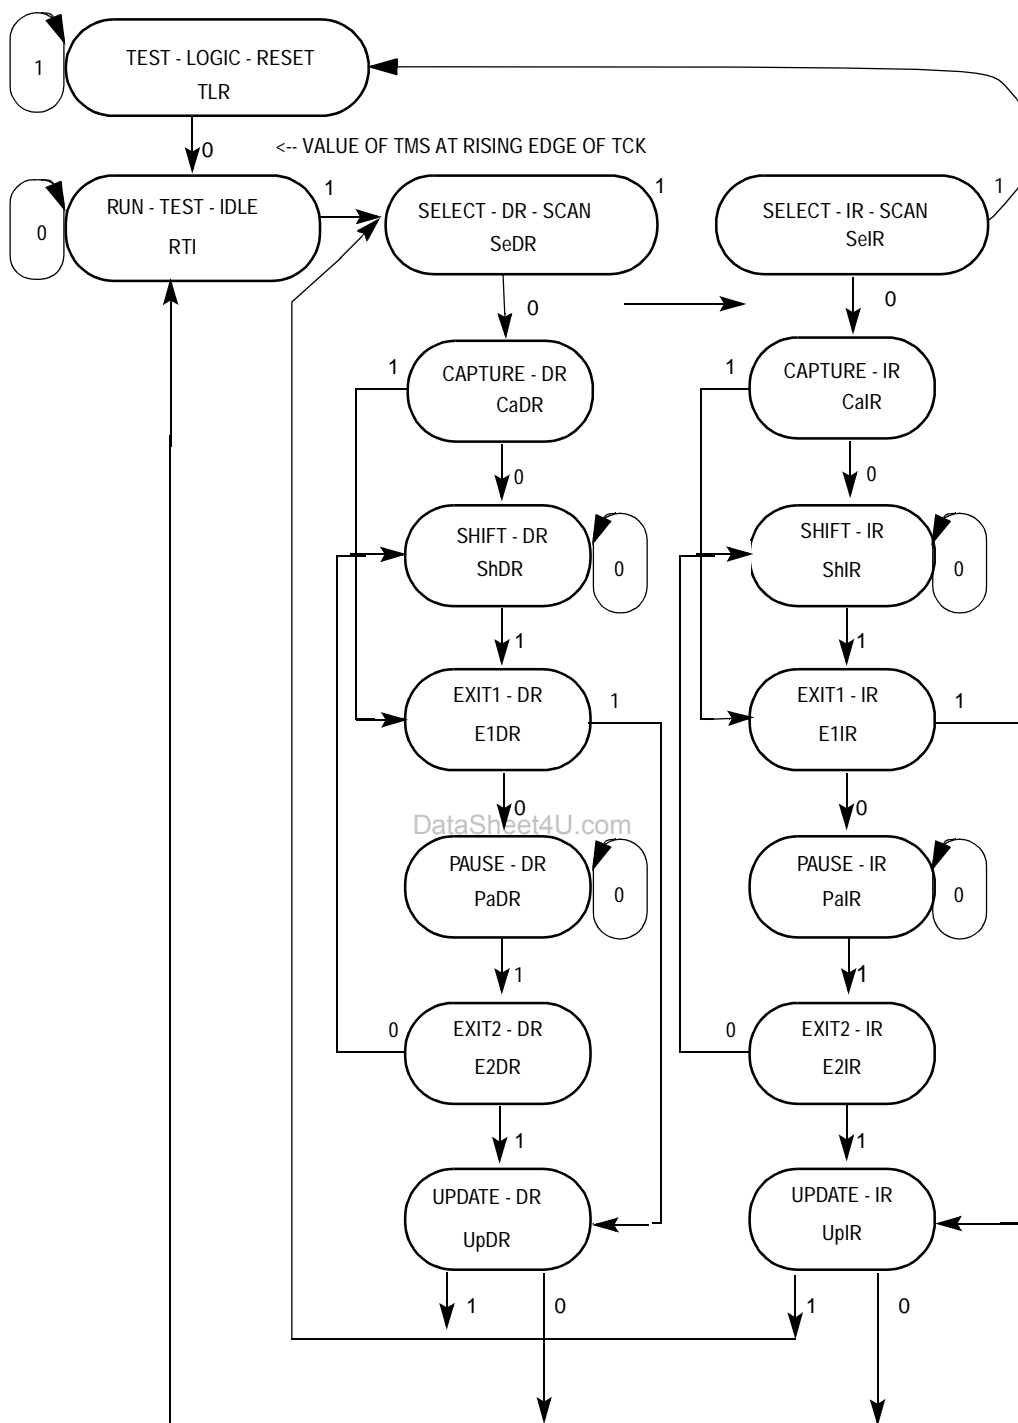 TEST - LOGIC - RESET
TLR
1
0
<-- VALUE OF TMS AT RISING EDGE OF TCK
RUN - TEST - IDLE
RTI
0
1
SELECT - DR - SCAN
SeDR
1
SELECT - IR - SCAN
SeIR
1
0
0
CAPTURE - DR
CaDR
1
CAPTURE - IR
CaIR
1
0
0
SHIFT - DR
ShDR
0
SHIFT - IR
ShIR
0
1
1
EXIT1 - DR
E1DR
1
EXIT1 - IR
E1IR
1
0
0
DataSheet4U.com
PAUSE - DR
PaDR
0
PAUSE - IR
PaIR
0
1
1
0
EXIT2 - DR
E2DR
0
EXIT2 - IR
E2IR
1
1
UPDATE - DR
UpDR
UPDATE - IR
UpIR
1
0
1
0